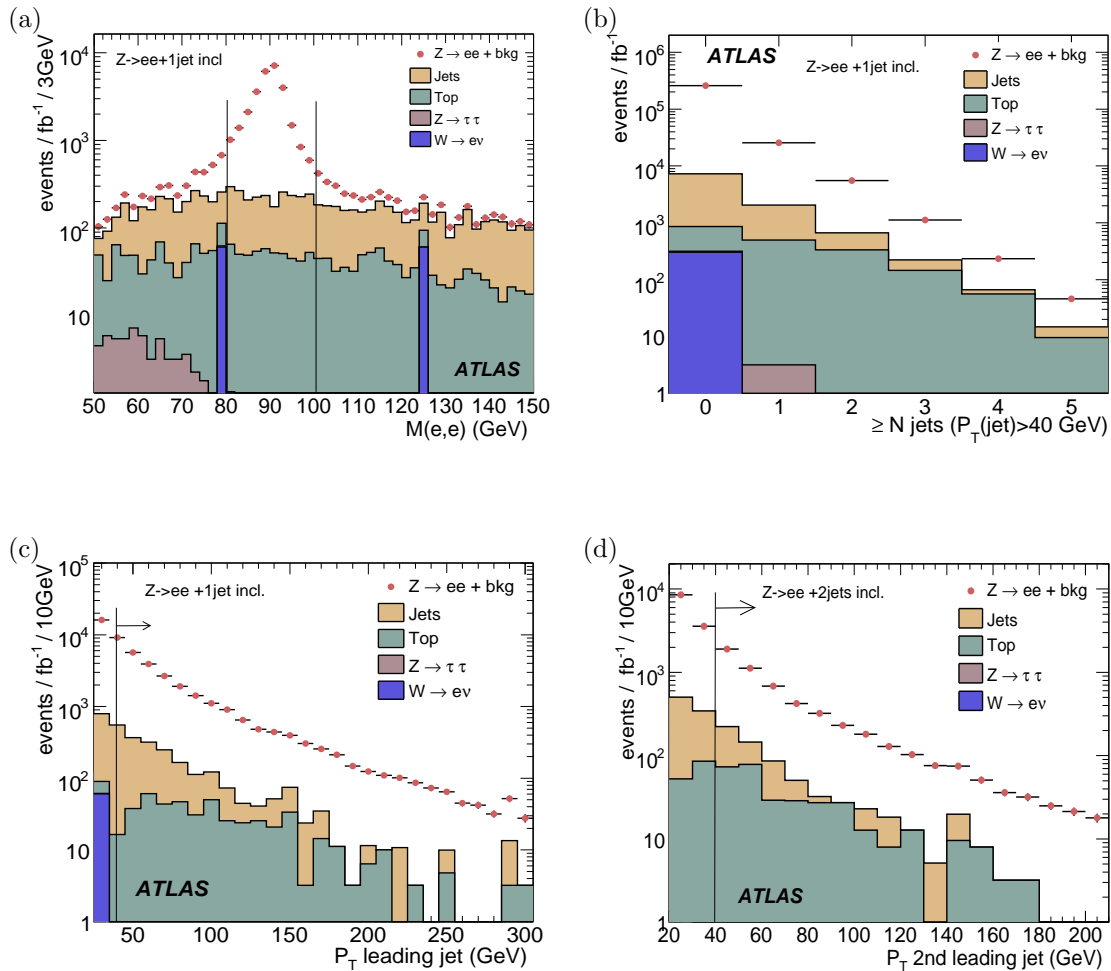 (a)
events / fb⁻¹ / 3GeV
10⁴
10³
10²
10
Z->ee+1jet incl
Z → ee + bkg
Jets
Top
Z → τ τ
W → eν
ATLAS
50 60 70 80 90 100 110 120 130 140 150
M(e,e) (GeV)
(b)
events / fb⁻¹
10⁶
10⁵
10⁴
10³
10²
10
1
ATLAS
Z->ee +1jet incl.
Z → ee + bkg
Jets
Top
Z → τ τ
W → eν
0 1 2 3 4 5
≥ N jets (P_T(jet)>40 GeV)
(c)
events / fb⁻¹ / 10GeV
10⁵
10⁴
10³
10²
10
1
Z->ee +1jet incl.
Z → ee + bkg
Jets
Top
Z → τ τ
W → eν
ATLAS
50 100 150 200 250 300
P_T leading jet (GeV)
(d)
events / fb⁻¹ / 10GeV
10⁴
10³
10²
10
1
Z->ee +2jets incl.
Z → ee + bkg
Jets
Top
Z → τ τ
W → eν
ATLAS
20 40 60 80 100 120 140 160 180 200
P_T 2nd leading jet (GeV)